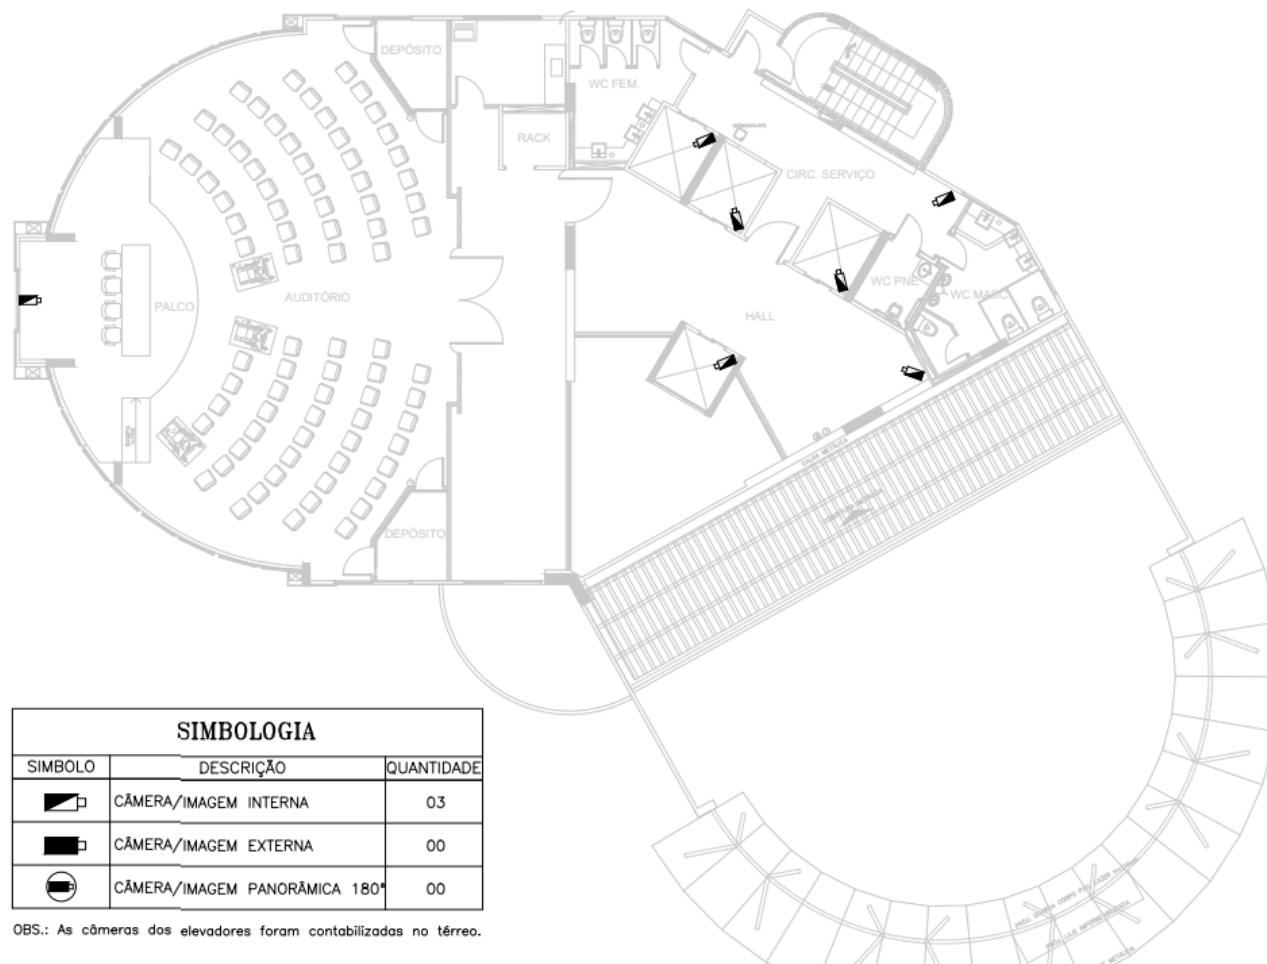 DEPÓSITO
WC FEM.
RACK
CIRC. SERVIÇO
AUDITÓRIO
PALCO
WC PNE
WC MASC.
HALL
CALHA METÁLICA
DEPÓSITO
SIMBOLOGIA
SIMBOLO DESCRIÇÃO QUANTIDADE
CÂMERA/IMAGEM INTERNA 03
CÂMERA/IMAGEM EXTERNA 00
CÂMERA/IMAGEM PANORÂMICA 180° 00
OBS.: As câmeras dos elevadores foram contabilizadas no térreo.